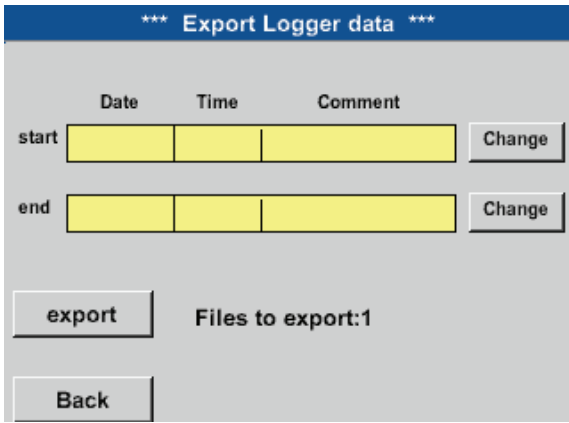 *** Export Logger data ***
Date Time Comment
start Change
end Change
export Files to export:1
Back